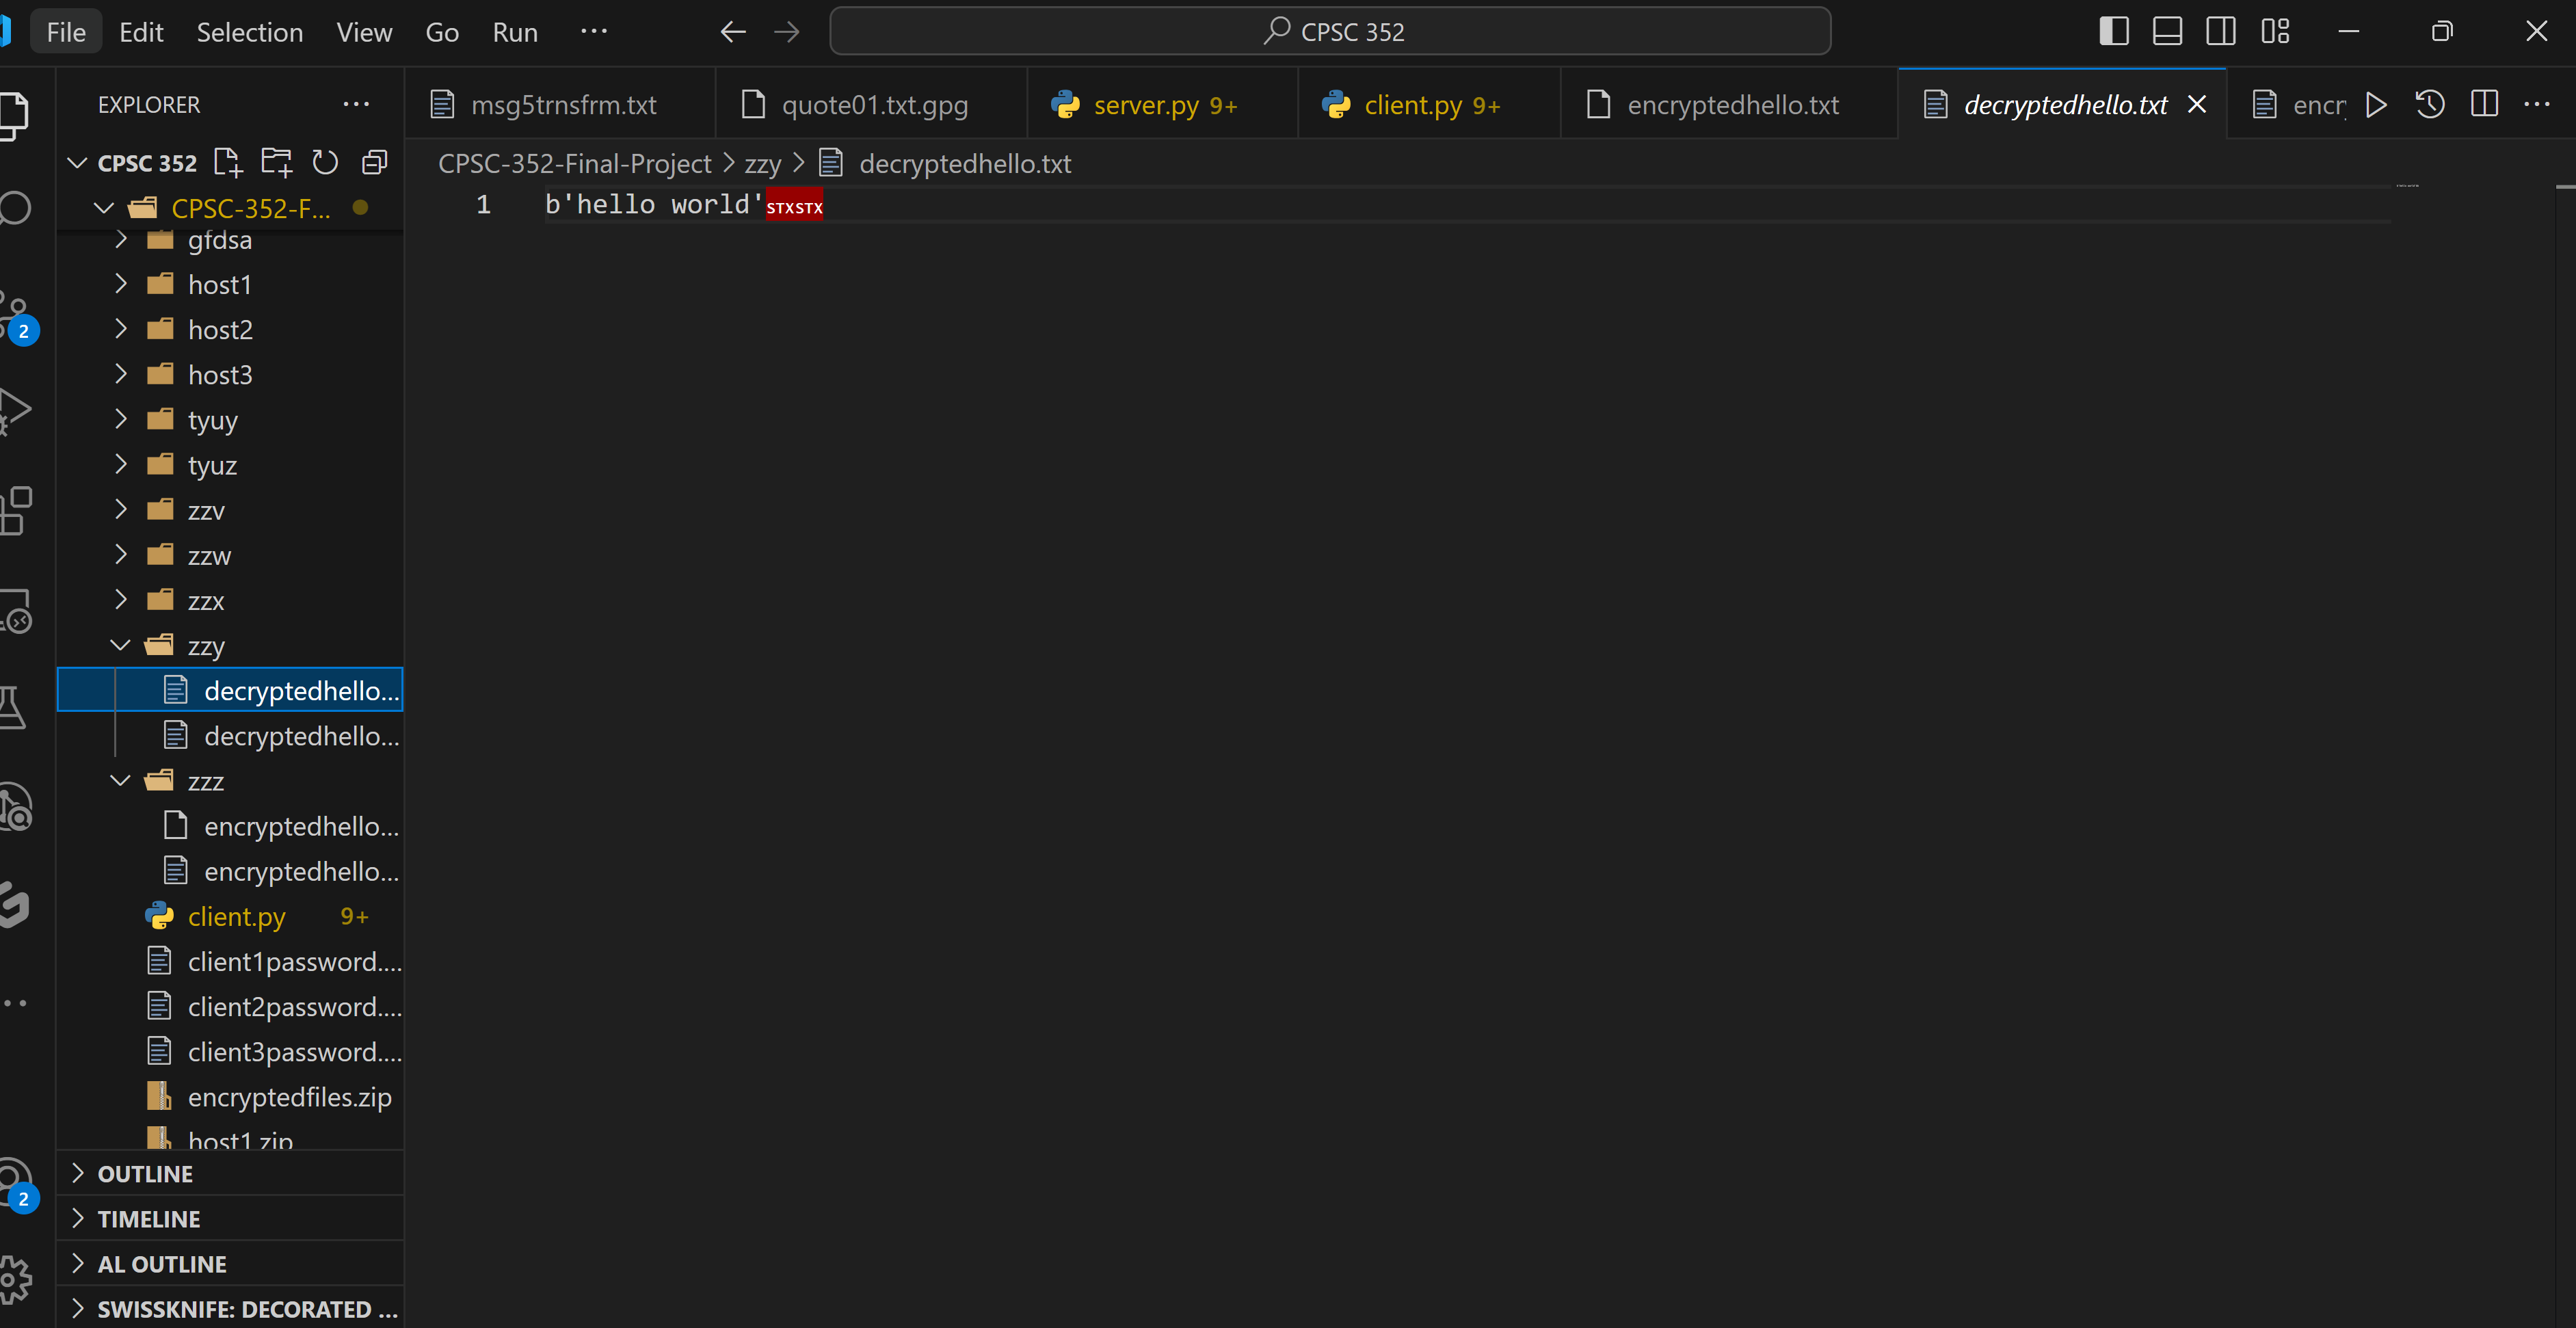 File Edit Selection View Go Run ··· CPSC 352
EXPLORER ···
msg5trnsfrm.txt quote01.txt.gpg server.py 9+ client.py 9+ encryptedhello.txt decryptedhello.txt encr ···
CPSC 352
CPSC-352-Final-Project > zzy > decryptedhello.txt
CPSC-352-F...
1 b'hello world'STXSTX
gfdsa
host1
host2
2
host3
tyuy
tyuz
zzv
zzw
zzx
zzy
decryptedhello...
decryptedhello...
zzz
encryptedhello...
encryptedhello...
client.py 9+
client1password....
client2password....
client3password....
encryptedfiles.zip
host1.zip
OUTLINE
2
TIMELINE
AL OUTLINE
SWISSKNIFE: DECORATED ...